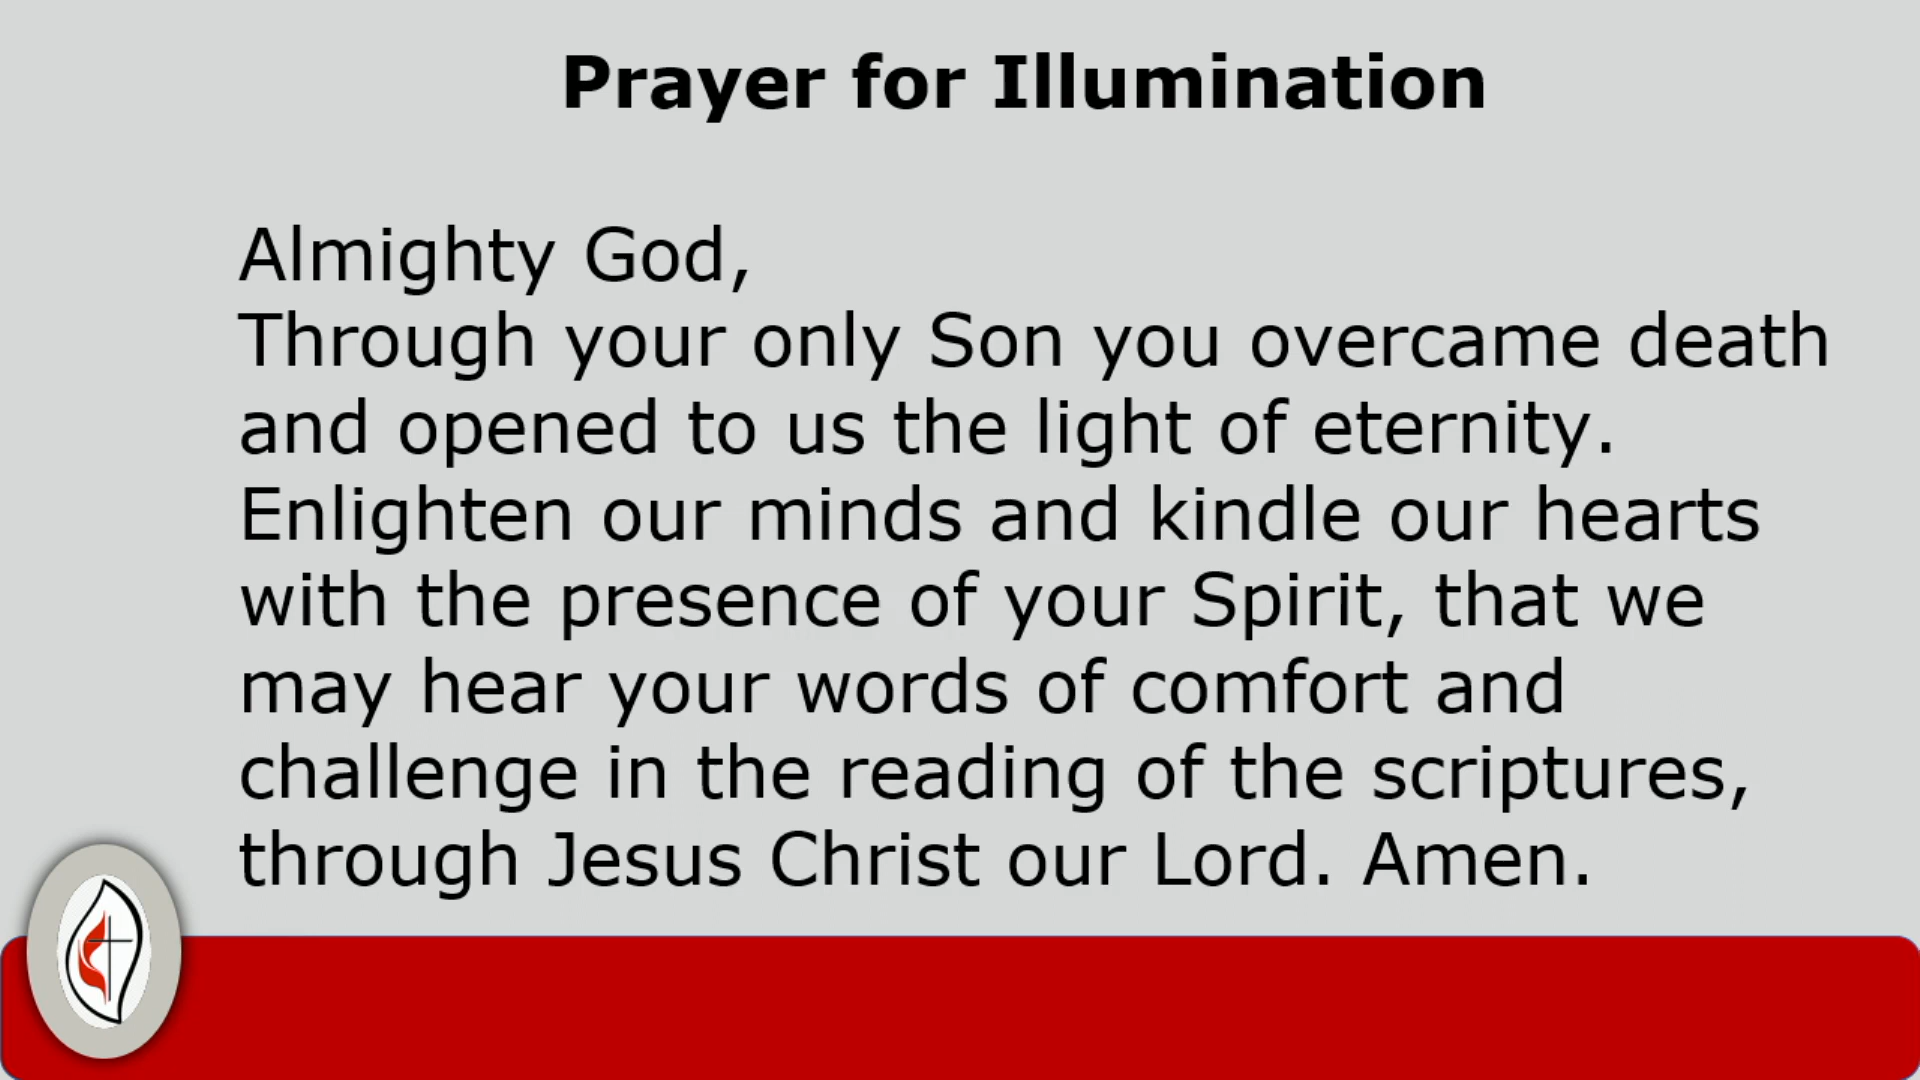 Prayer for Illumination
Almighty God,
Through your only Son you overcame death
and opened to us the light of eternity.
Enlighten our minds and kindle our hearts
with the presence of your Spirit, that we
may hear your words of comfort and
challenge in the reading of the scriptures,
through Jesus Christ our Lord. Amen.